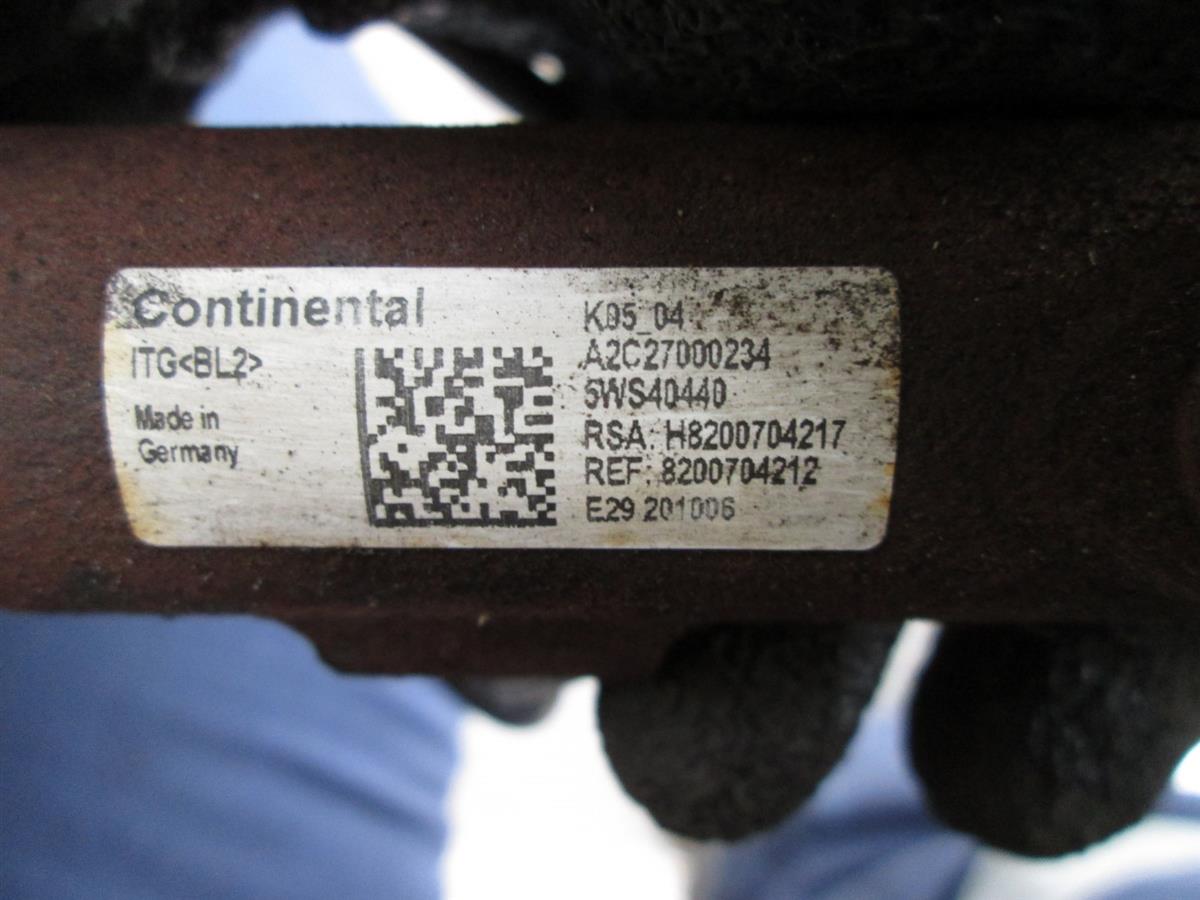 Continental
ITG<BL2>
Made in
Germany
K05_04
A2C27000234
5WS40440
RSA: H8200704217
REF: 8200704212
E29 201006